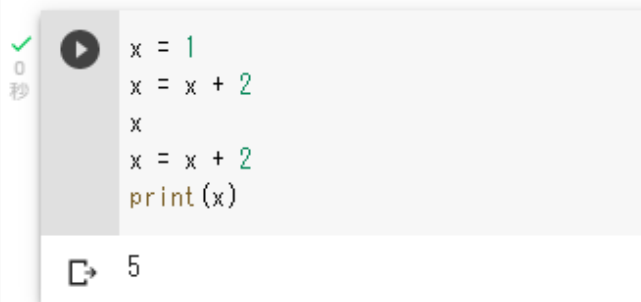 x = 1
0
x = x + 2
秒
x
x = x + 2
print(x)
5